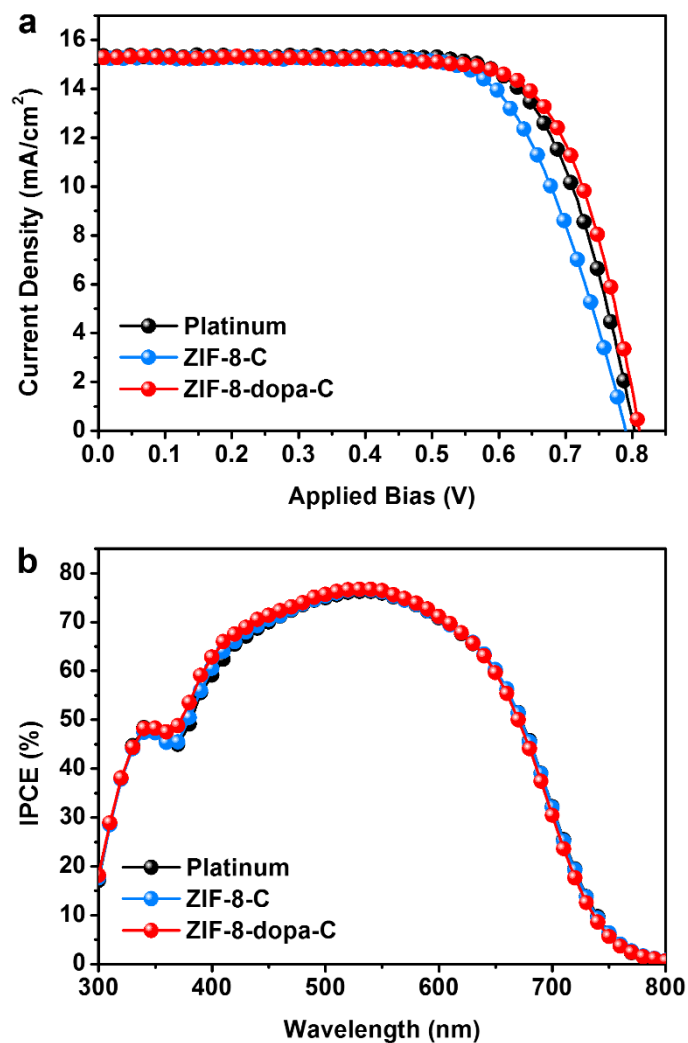 a
16
14
12
10
8
6
4
2
0
Current Density (mA/cm²)
Platinum
ZIF-8-C
ZIF-8-dopa-C
0.0 0.1 0.2 0.3 0.4 0.5 0.6 0.7 0.8
Applied Bias (V)
b
80
70
60
50
40
30
20
10
0
IPCE (%)
Platinum
ZIF-8-C
ZIF-8-dopa-C
300 400 500 600 700 800
Wavelength (nm)